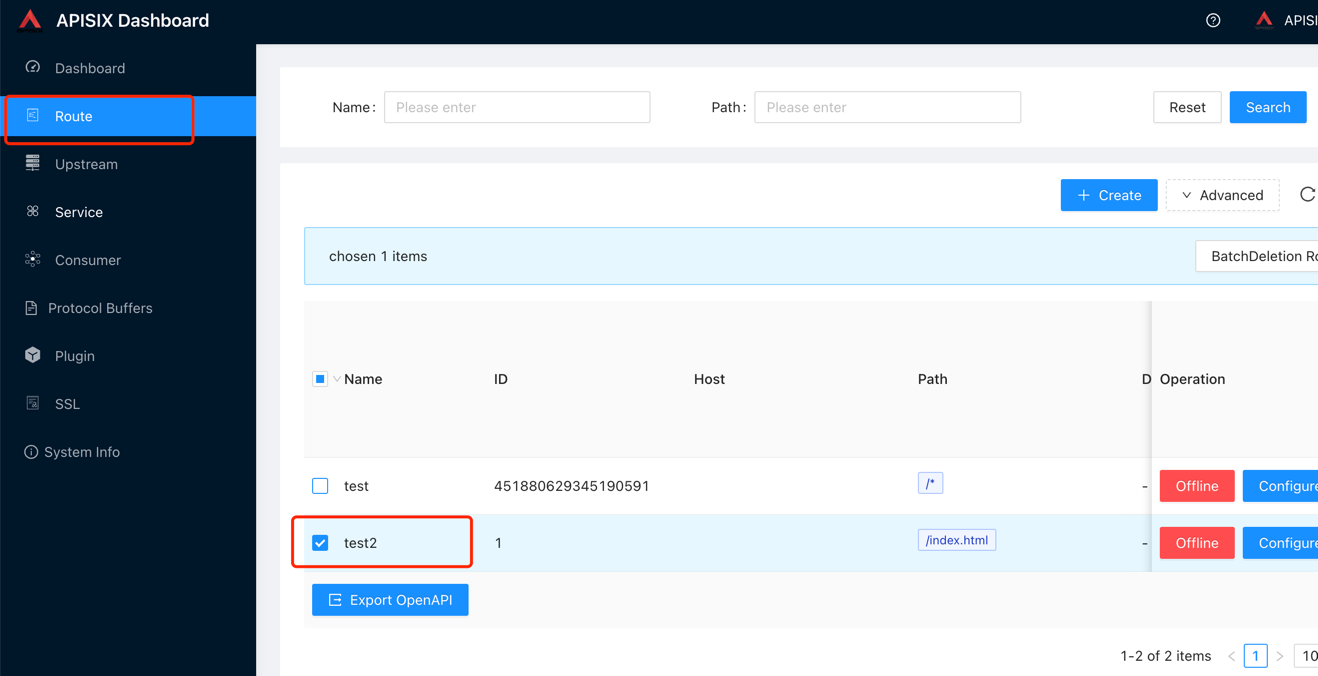 APISIX Dashboard
APISI
Dashboard
Route
Upstream
Service
Consumer
Protocol Buffers
Plugin
SSL
System Info
Name: Please enter Path: Please enter Reset Search
+ Create Advanced
chosen 1 items BatchDeletion Ro
Name ID Host Path D Operation
test 451880629345190591 /* - Offline Configure
test2 1 /index.html - Offline Configure
Export OpenAPI
1-2 of 2 items < 1 > 10